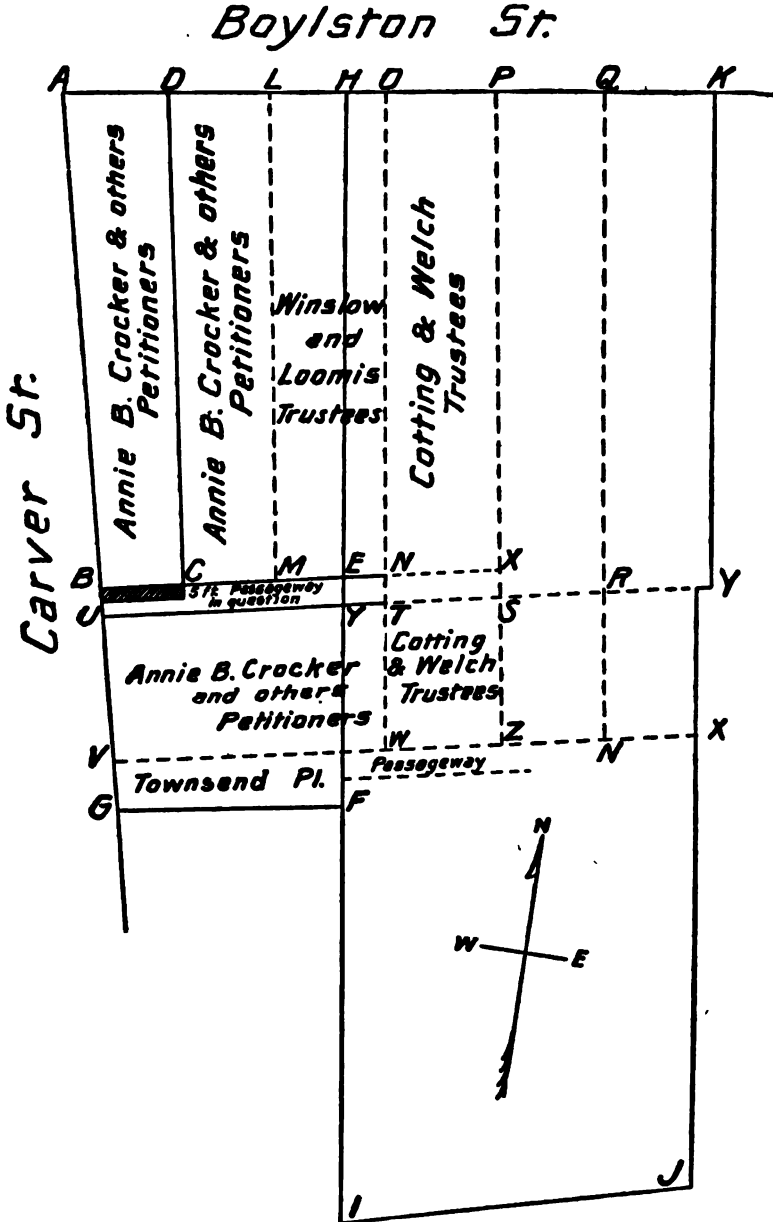 Boylston St.
A D L H O P Q K
Annie B. Crocker & others
Petitioners
Annie B. Crocker & others
Petitioners
Winslow
and
Loomis
Trustees
Cotting & Welch
Trustees
Carver St.
B C M E N X R Y
5 ft. Passageway
in question
U Y T S
Annie B. Crocker
and others
Petitioners
Cotting
& Welch
Trustees
V W Z N X
Townsend Pl.
Passageway
G F
N
W E
I J